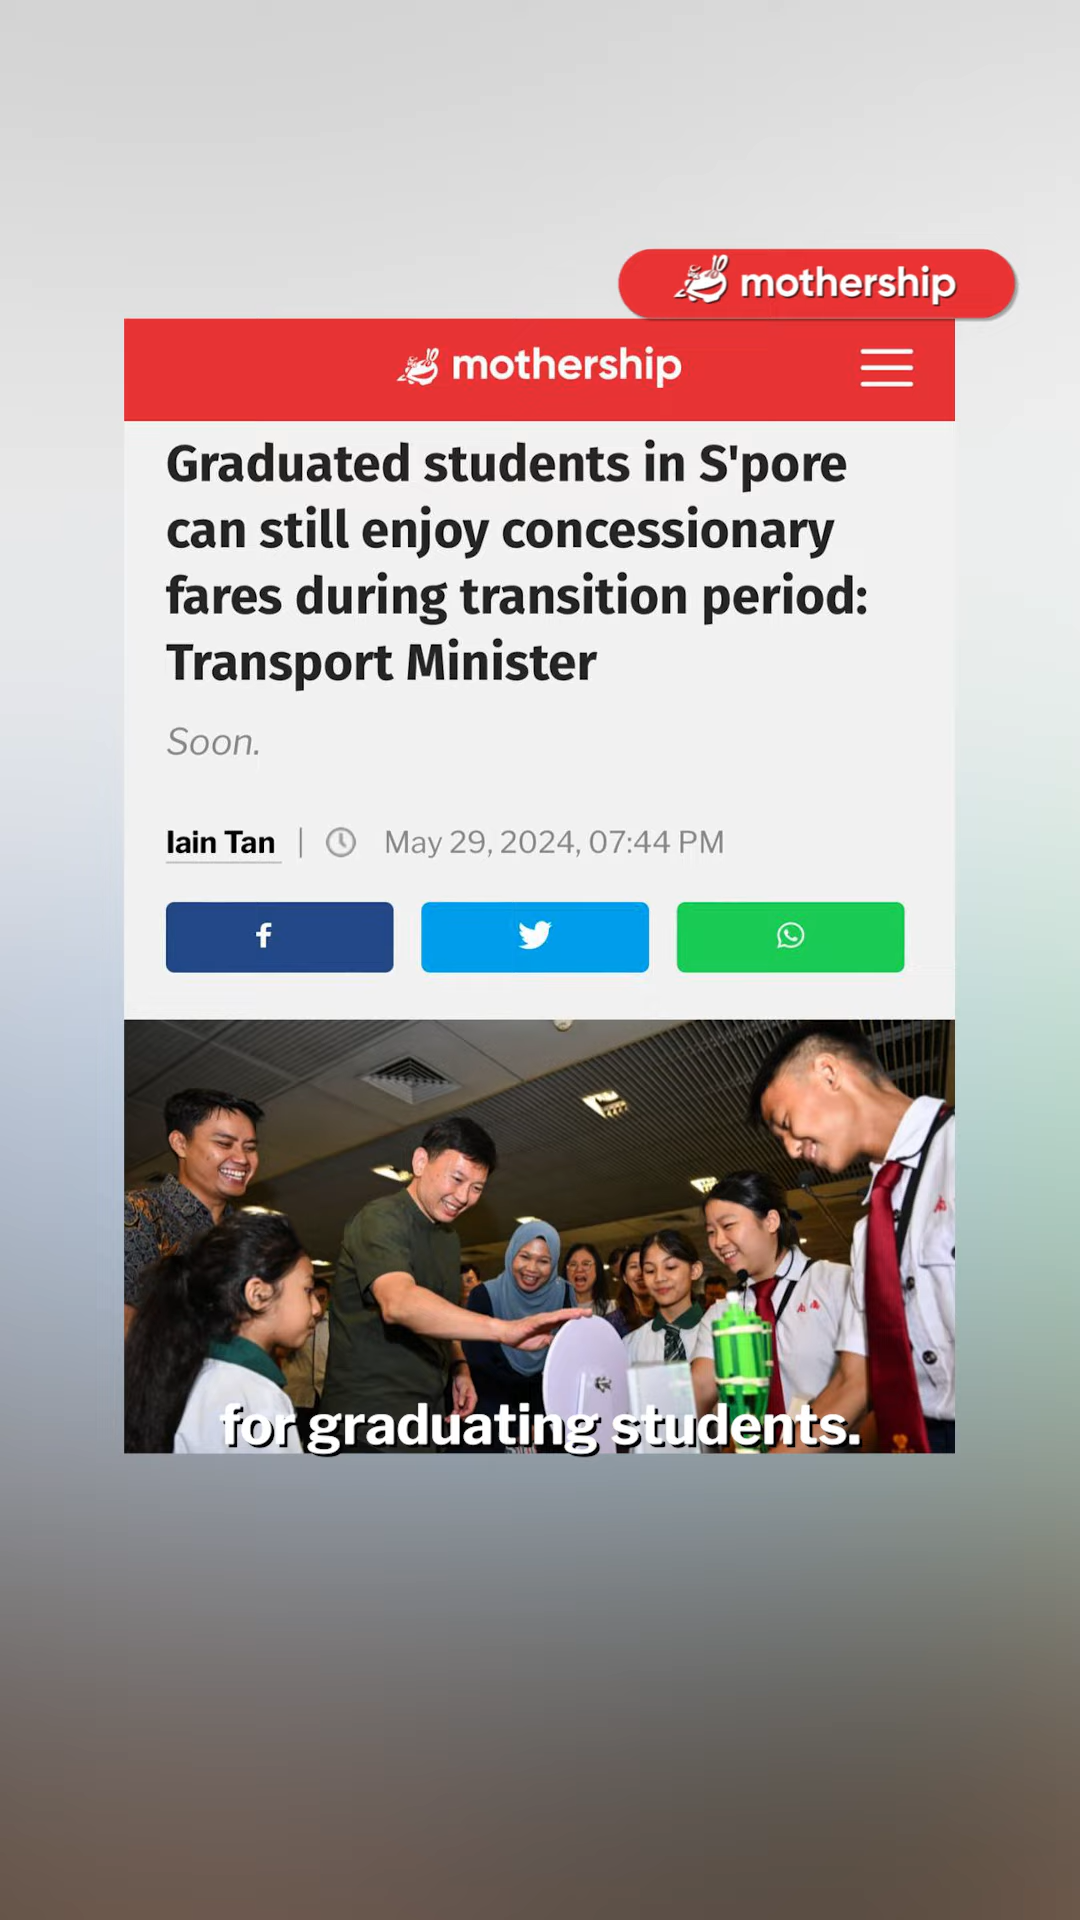 mothership
mothership
Graduated students in S'pore
can still enjoy concessionary
fares during transition period:
Transport Minister
Soon.
Iain Tan | May 29, 2024, 07:44 PM
for graduating students.